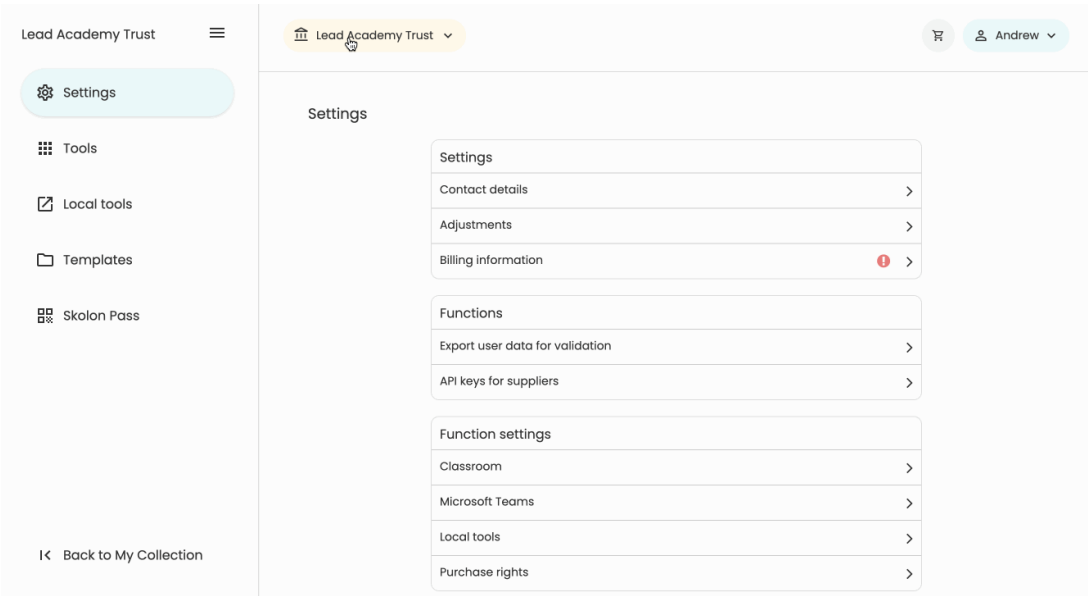 Lead Academy Trust
Settings
Tools
Local tools
Templates
Skolon Pass
Back to My Collection
Lead Academy Trust
Andrew
Settings
Settings
Contact details
Adjustments
Billing information
Functions
Export user data for validation
API keys for suppliers
Function settings
Classroom
Microsoft Teams
Local tools
Purchase rights